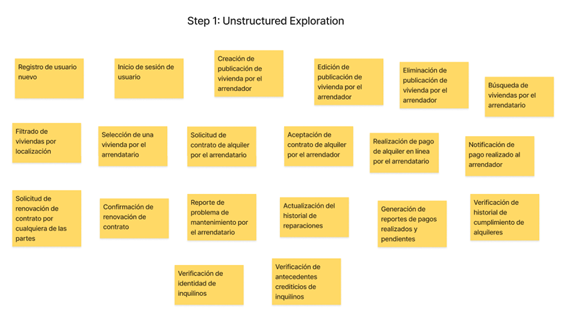 Step 1: Unstructured Exploration
Registro de usuario
nuevo
Inicio de sesión de
usuario
Creación de
publicación de
vivienda por el
arrendador
Edición de
publicación de
vivienda por el
arrendador
Eliminación de
publicación de
vivienda por el
arrendador
Búsqueda de
viviendas por el
arrendatario
Filtrado de
viviendas por
localización
Selección de una
vivienda por el
arrendatario
Solicitud de
contrato de alquiler
por el arrendatario
Aceptación de
contrato de alquiler
por el arrendador
Realización de pago
de alquiler en línea
por el arrendatario
Notificación de
pago realizado al
arrendador
Solicitud de
renovación de
contrato por
cualquiera de las
partes
Confirmación de
renovación de
contrato
Reporte de
problema de
mantenimiento por
el arrendatario
Actualización del
historial de
reparaciones
Generación de
reportes de pagos
realizados y
pendientes
Verificación de
historial de
cumplimiento de
alquileres
Verificación de
identidad de
inquilinos
Verificación de
antecedentes
crediticios de
inquilinos